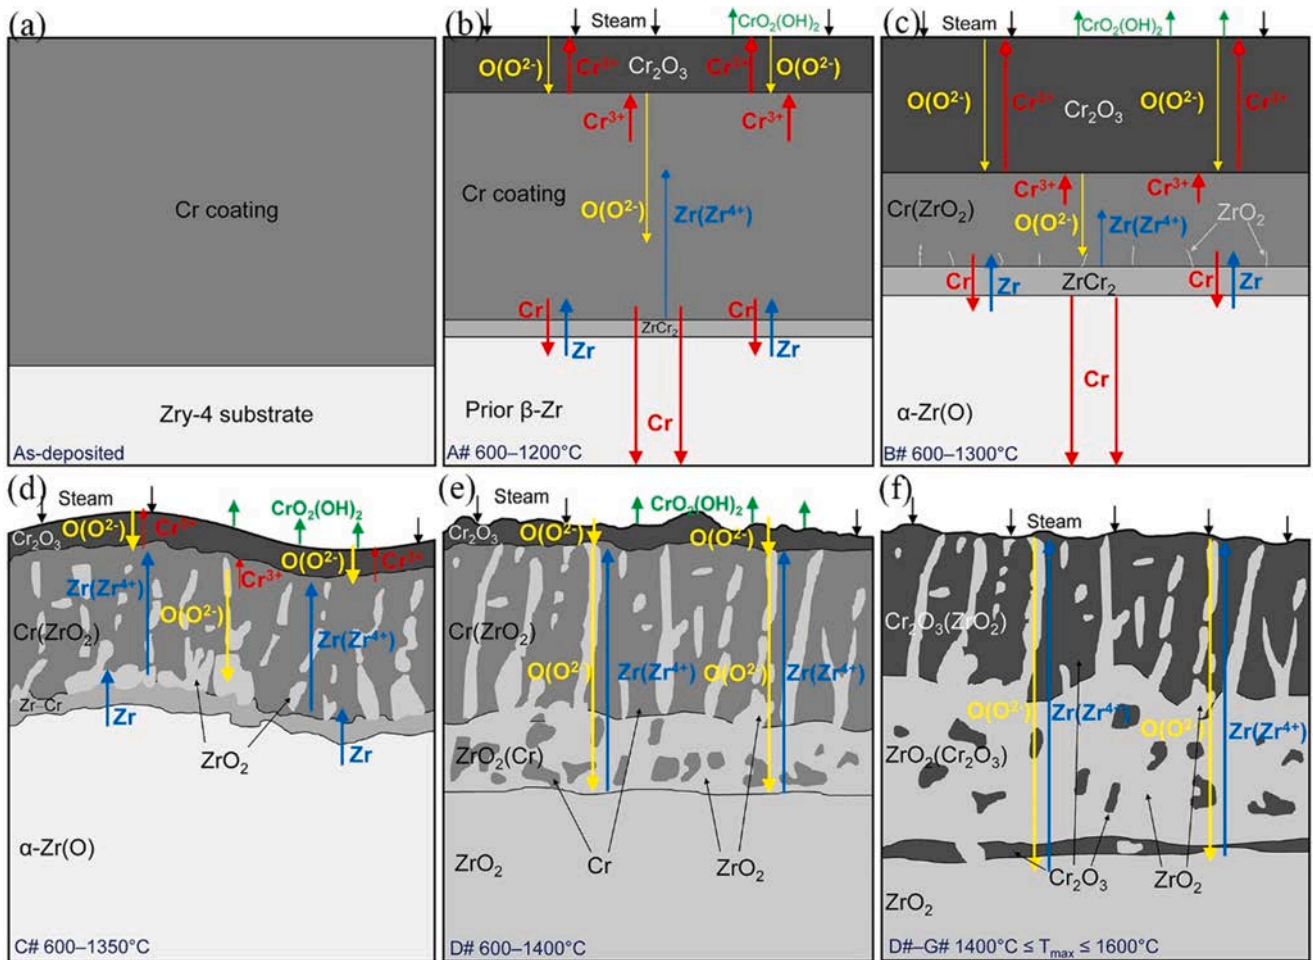 (a)
Cr coating
Zry-4 substrate
As-deposited
(b)
Steam
CrO₂(OH)₂
O(O²⁻)
Cr³⁺
Cr₂O₃
Cr³⁺
O(O²⁻)
Cr³⁺
Cr³⁺
Cr coating
O(O²⁻)
Zr(Zr⁴⁺)
Cr
Cr
ZrCr₂
Zr
Zr
Prior β-Zr
Cr
A# 600–1200°C
(c)
Steam
CrO₂(OH)₂
O(O²⁻)
Cr³⁺
Cr₂O₃
O(O²⁻)
Cr³⁺
Cr³⁺
Cr³⁺
Cr(ZrO₂)
O(O²⁻)
Zr(Zr⁴⁺)
ZrO₂
Cr
Zr
ZrCr₂
Cr
Zr
Cr
α-Zr(O)
B# 600–1300°C
(d)
Steam
CrO₂(OH)₂
O(O²⁻)
Cr³⁺
Cr₂O₃
O(O²⁻)
Cr³⁺
Cr³⁺
Zr(Zr⁴⁺)
O(O²⁻)
Cr(ZrO₂)
Zr(Zr⁴⁺)
Zr–Cr
Zr
Zr
ZrO₂
α-Zr(O)
C# 600–1350°C
(e)
Steam
CrO₂(OH)₂
Cr₂O₃
O(O²⁻)
O(O²⁻)
Cr(ZrO₂)
O(O²⁻)
Zr(Zr⁴⁺)
O(O²⁻)
Zr(Zr⁴⁺)
ZrO₂(Cr)
ZrO₂
Cr
ZrO₂
D# 600–1400°C
(f)
Steam
Cr₂O₃(ZrO₂)
O(O²⁻)
Zr(Zr⁴⁺)
O(O²⁻)
Zr(Zr⁴⁺)
ZrO₂(Cr₂O₃)
Cr₂O₃
ZrO₂
ZrO₂
D#–G# 1400°C ≤ Tmax ≤ 1600°C